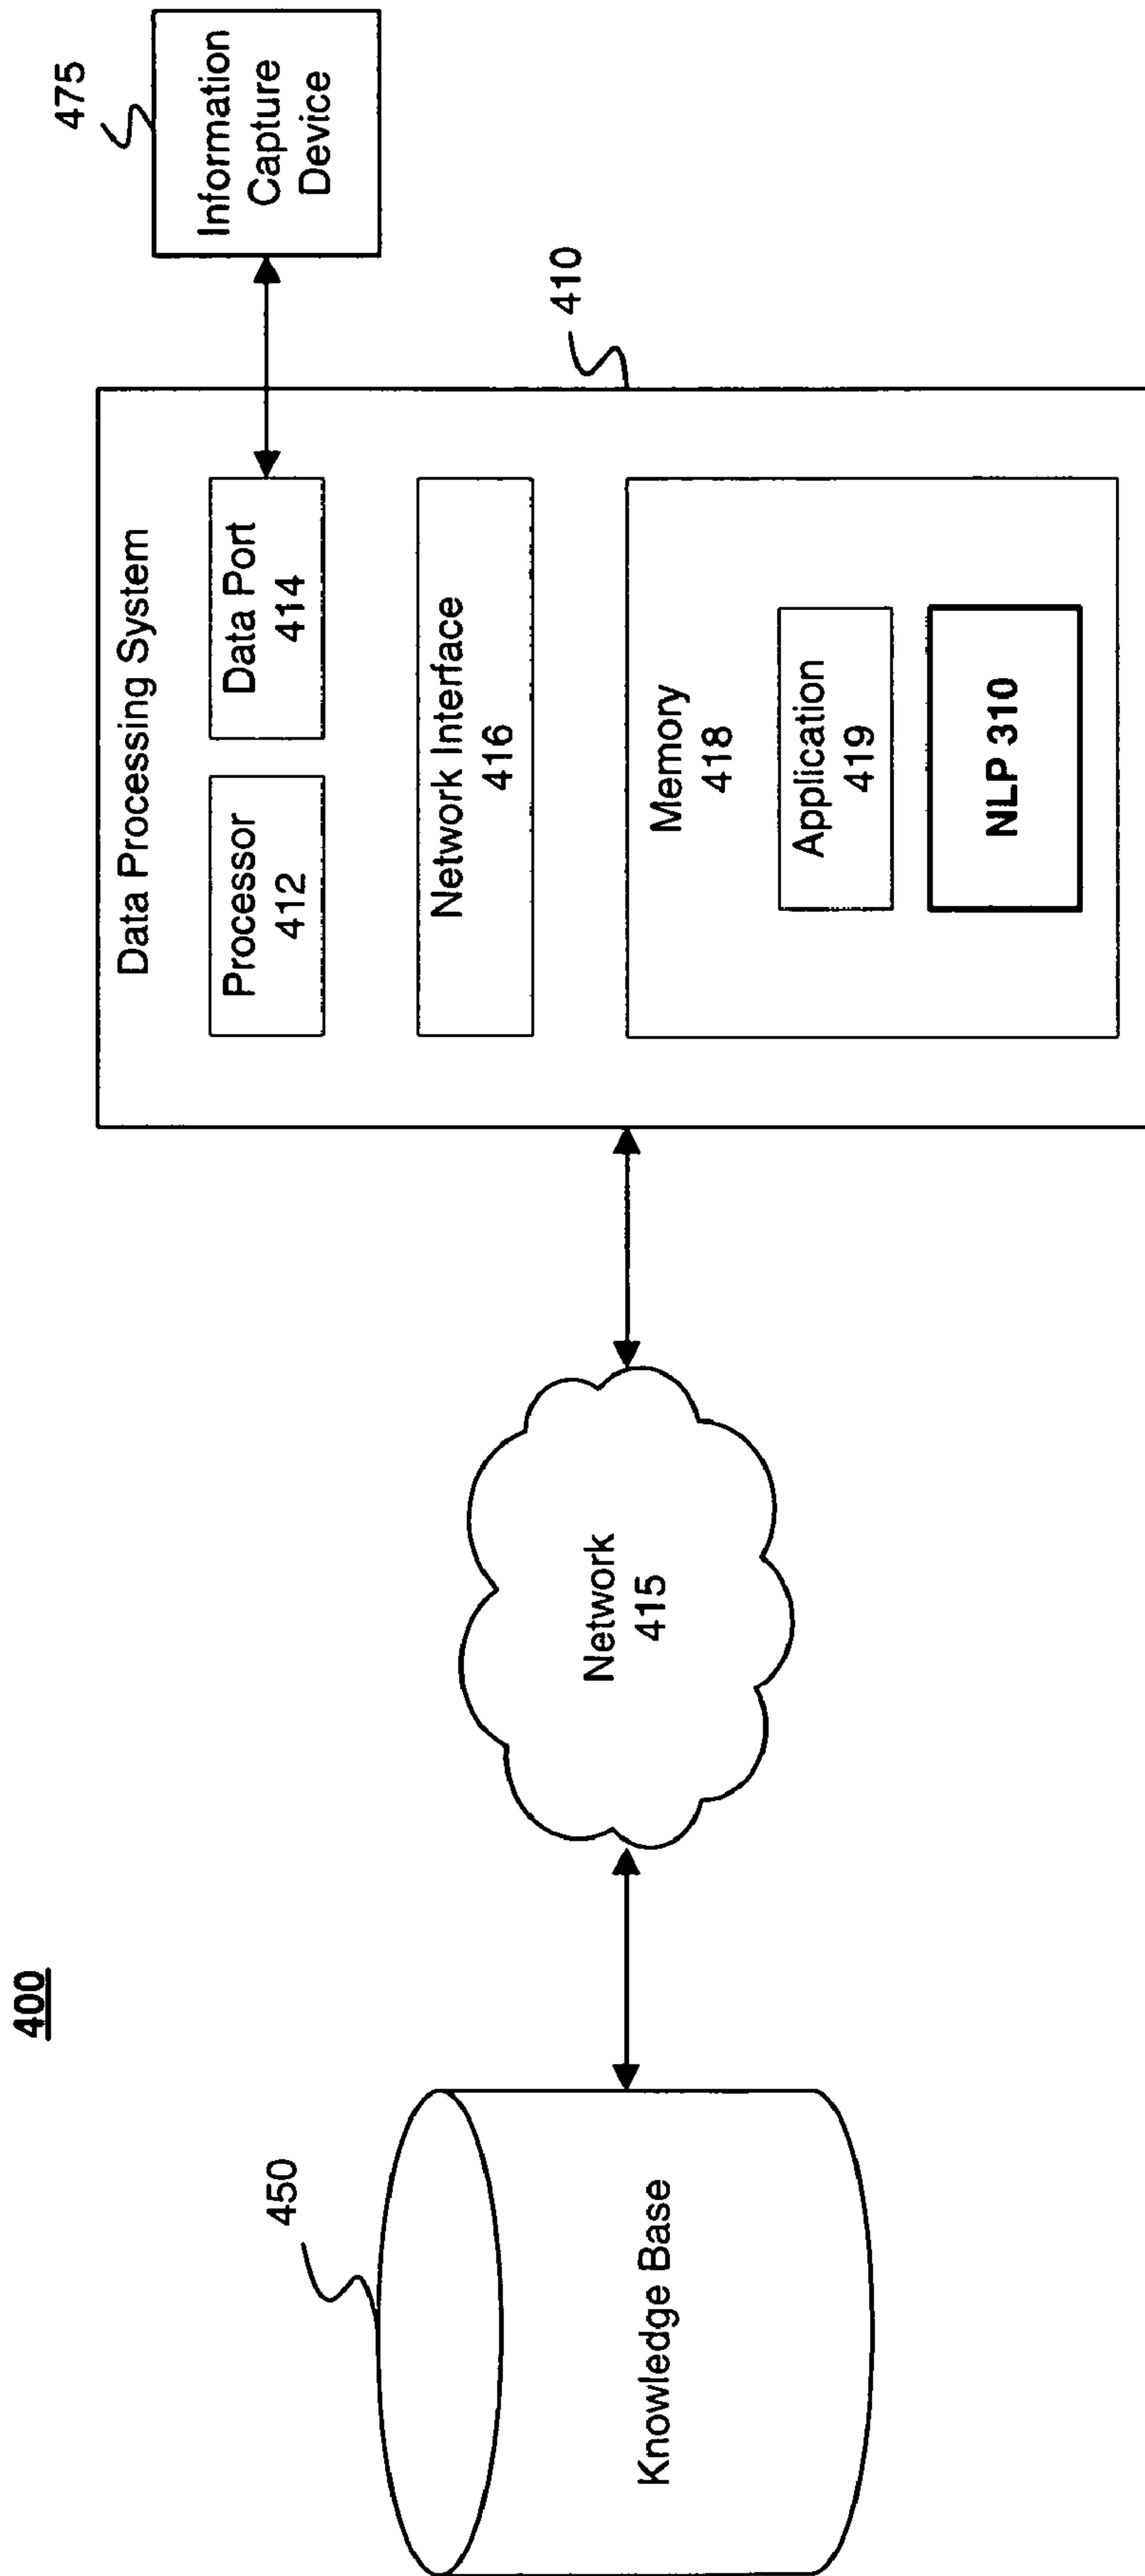 400
450
Knowledge Base
Network
415
410
Data Processing System
Processor
412
Data Port
414
Network Interface
416
Memory
418
Application
419
NLP 310
475
Information
Capture
Device